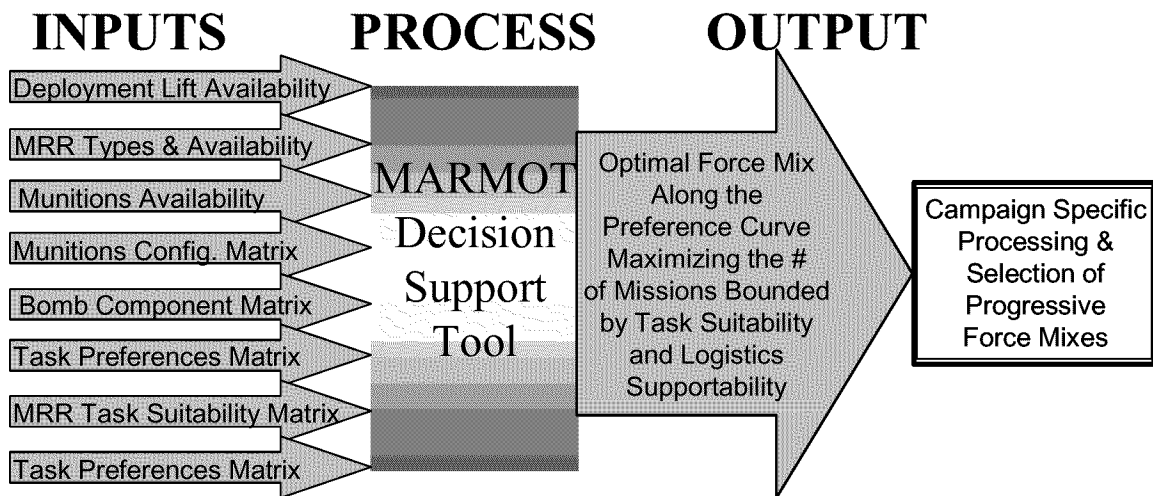 INPUTS
PROCESS
OUTPUT
Deployment Lift Availability
MRR Types & Availability
Munitions Availability
Munitions Config. Matrix
Bomb Component Matrix
Task Preferences Matrix
MRR Task Suitability Matrix
Task Preferences Matrix
MARMOT
Decision
Support
Tool
Optimal Force Mix
Along the
Preference Curve
Maximizing the #
of Missions Bounded
by Task Suitability
and Logistics
Supportability
Campaign Specific
Processing &
Selection of
Progressive
Force Mixes